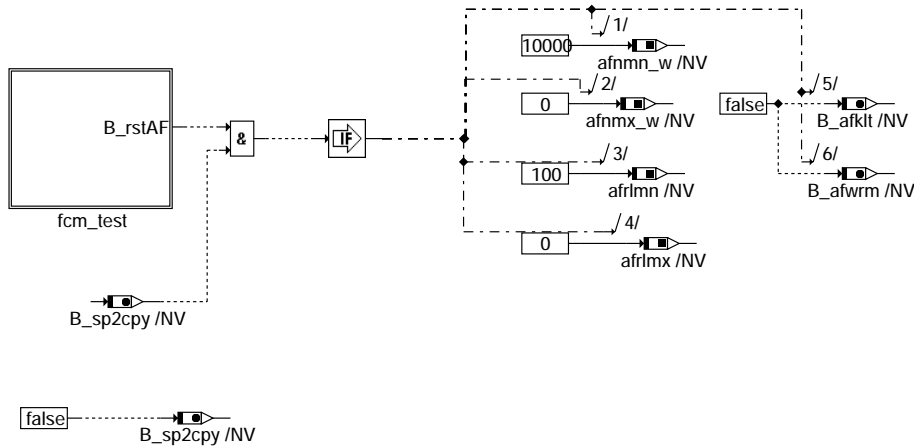 1/
10000
afnmn_w /NV
2/
5/
0
false
B_rstAF
afnmx_w /NV
B_afklt /NV
&
IF
3/
6/
100
afrlmn /NV
B_afwrm /NV
fcm_test
4/
0
afrlmx /NV
B_sp2cpy /NV
false
B_sp2cpy /NV